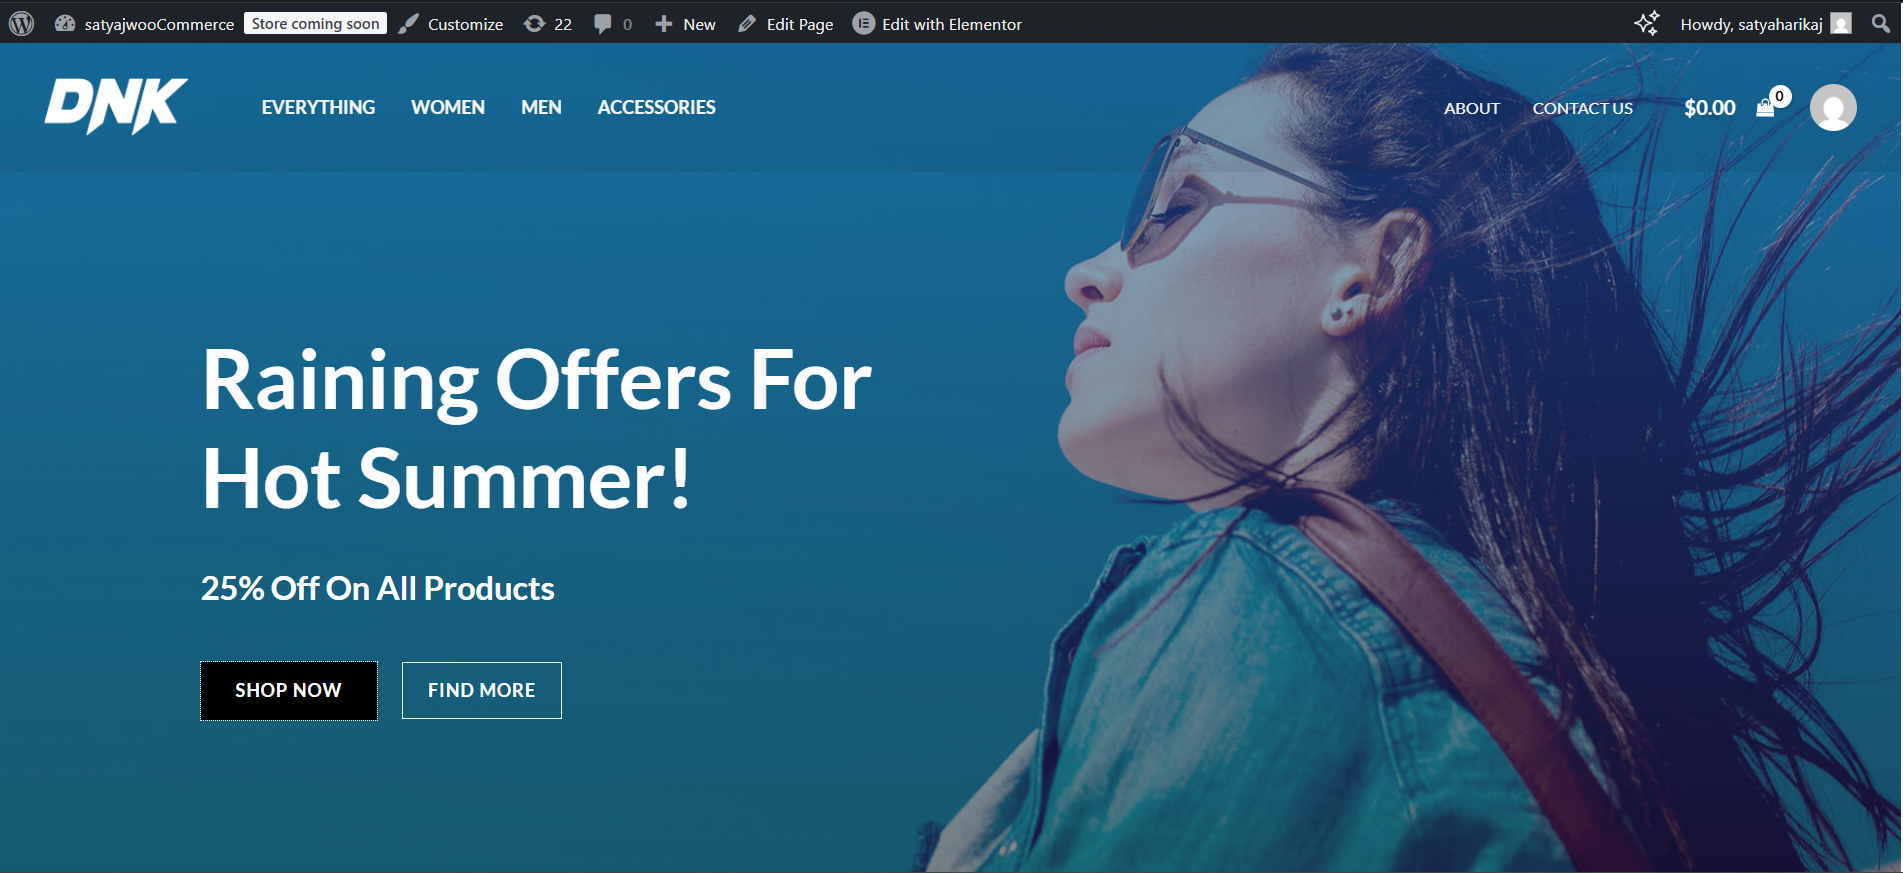 satyajwooCommerce Store coming soon Customize 22 0 New Edit Page Edit with Elementor Howdy, satyaharikaj
DNK EVERYTHING WOMEN MEN ACCESSORIES ABOUT CONTACT US $0.00 0
Raining Offers For
Hot Summer!
25% Off On All Products
SHOP NOW FIND MORE